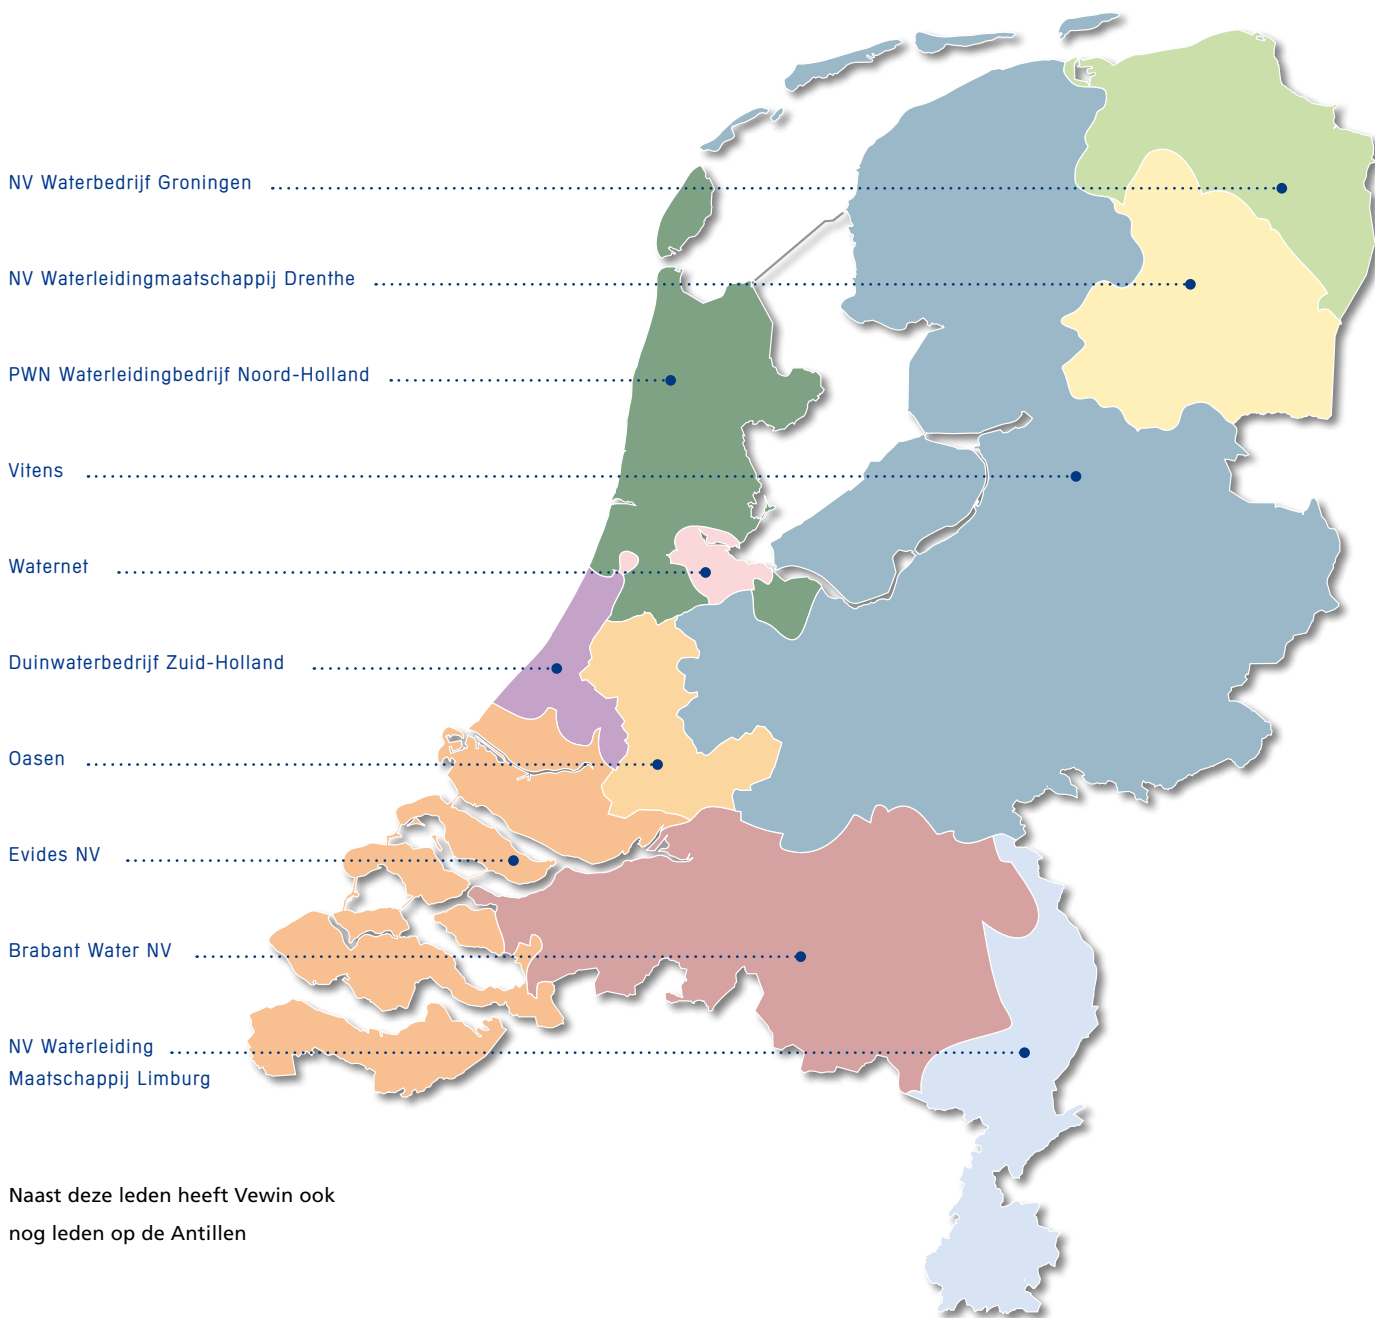 NV Waterbedrijf Groningen
NV Waterleidingmaatschappij Drenthe
PWN Waterleidingbedrijf Noord-Holland
Vitens
Waternet
Duinwaterbedrijf Zuid-Holland
Oasen
Evides NV
Brabant Water NV
NV Waterleiding
Maatschappij Limburg
Naast deze leden heeft Vewin ook
nog leden op de Antillen